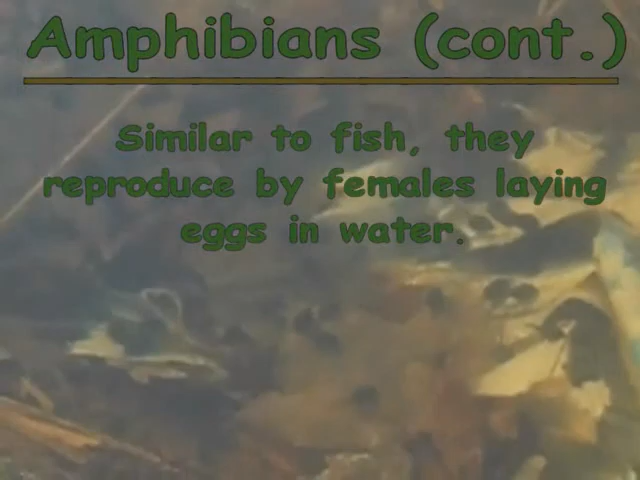 Amphibians (cont.)
Similar to fish, they
reproduce by females laying
eggs in water.